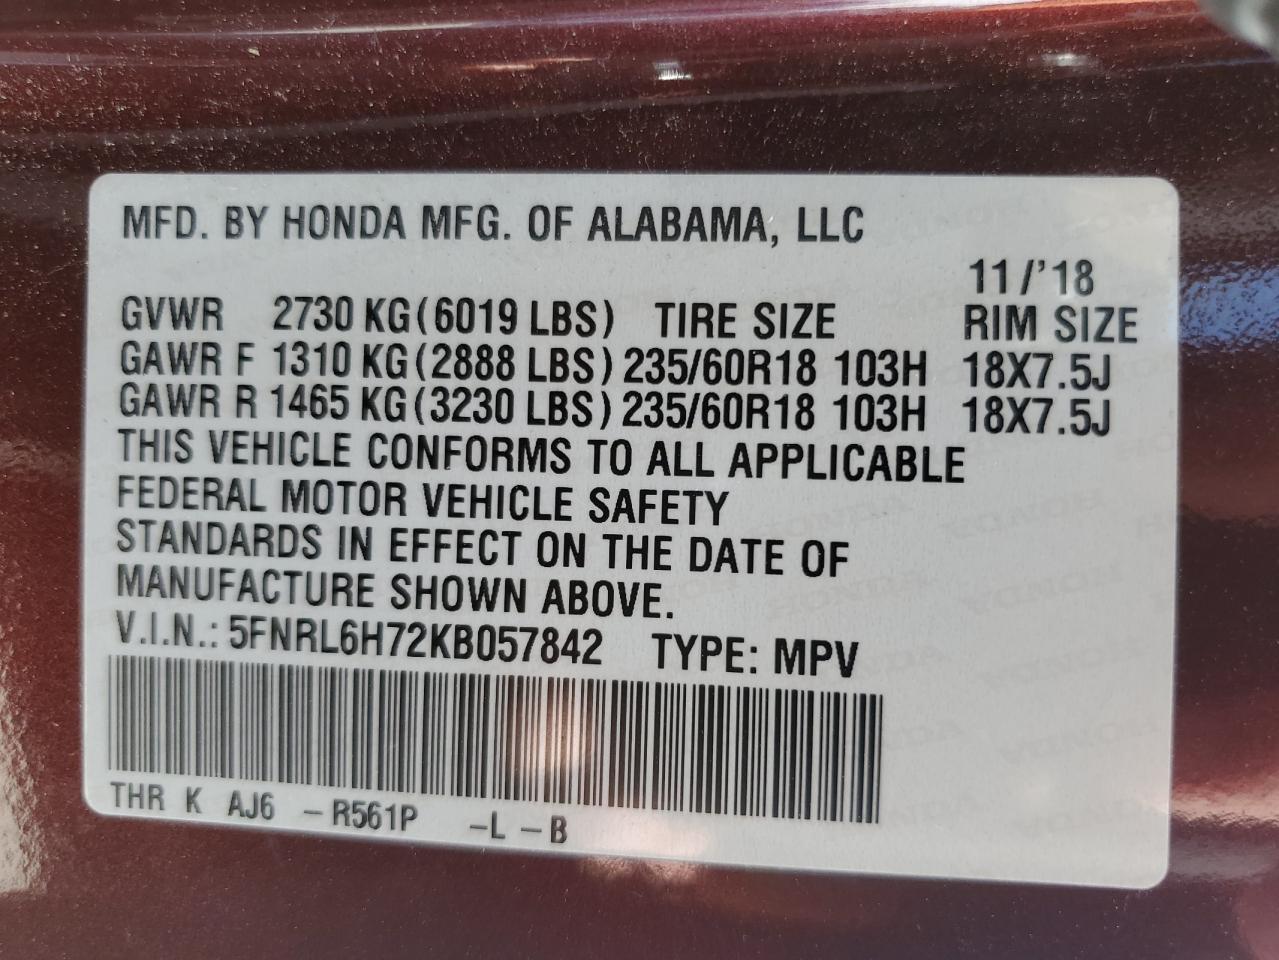 MFD. BY HONDA MFG. OF ALABAMA, LLC
11/'18
GVWR 2730 KG(6019 LBS) TIRE SIZE RIM SIZE
GAWR F 1310 KG(2888 LBS) 235/60R18 103H 18X7.5J
GAWR R 1465 KG(3230 LBS) 235/60R18 103H 18X7.5J
THIS VEHICLE CONFORMS TO ALL APPLICABLE
FEDERAL MOTOR VEHICLE SAFETY
STANDARDS IN EFFECT ON THE DATE OF
MANUFACTURE SHOWN ABOVE.
V.I.N.: 5FNRL6H72KB057842 TYPE: MPV
THR K AJ6 -R561P -L-B